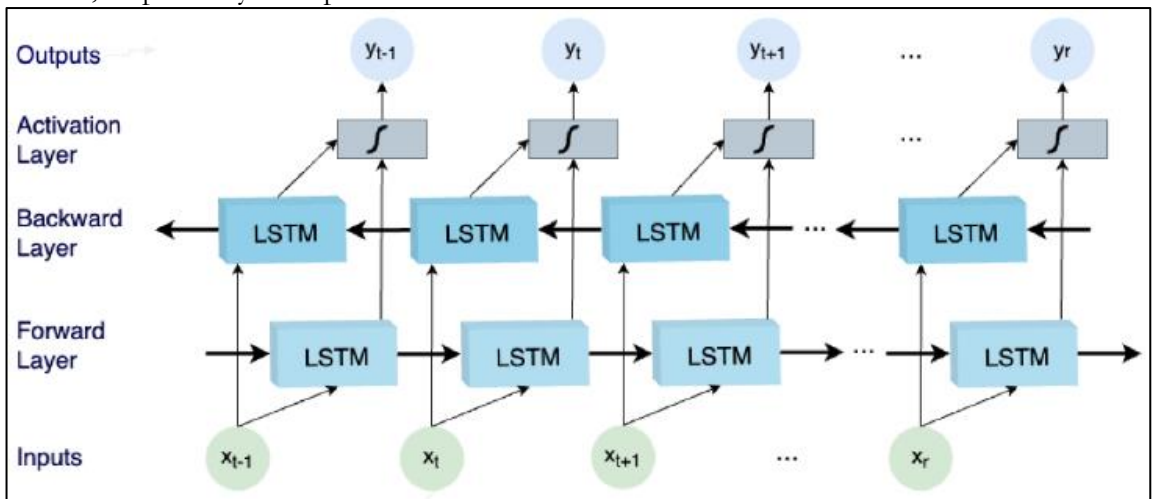 Outputs y_{t-1} y_t y_{t+1} ... y_r
Activation
Layer
∫ ∫ ∫ ... ∫
Backward
Layer
LSTM LSTM LSTM ... LSTM
Forward
Layer
LSTM LSTM LSTM ... LSTM
Inputs x_{t-1} x_t x_{t+1} ... x_r